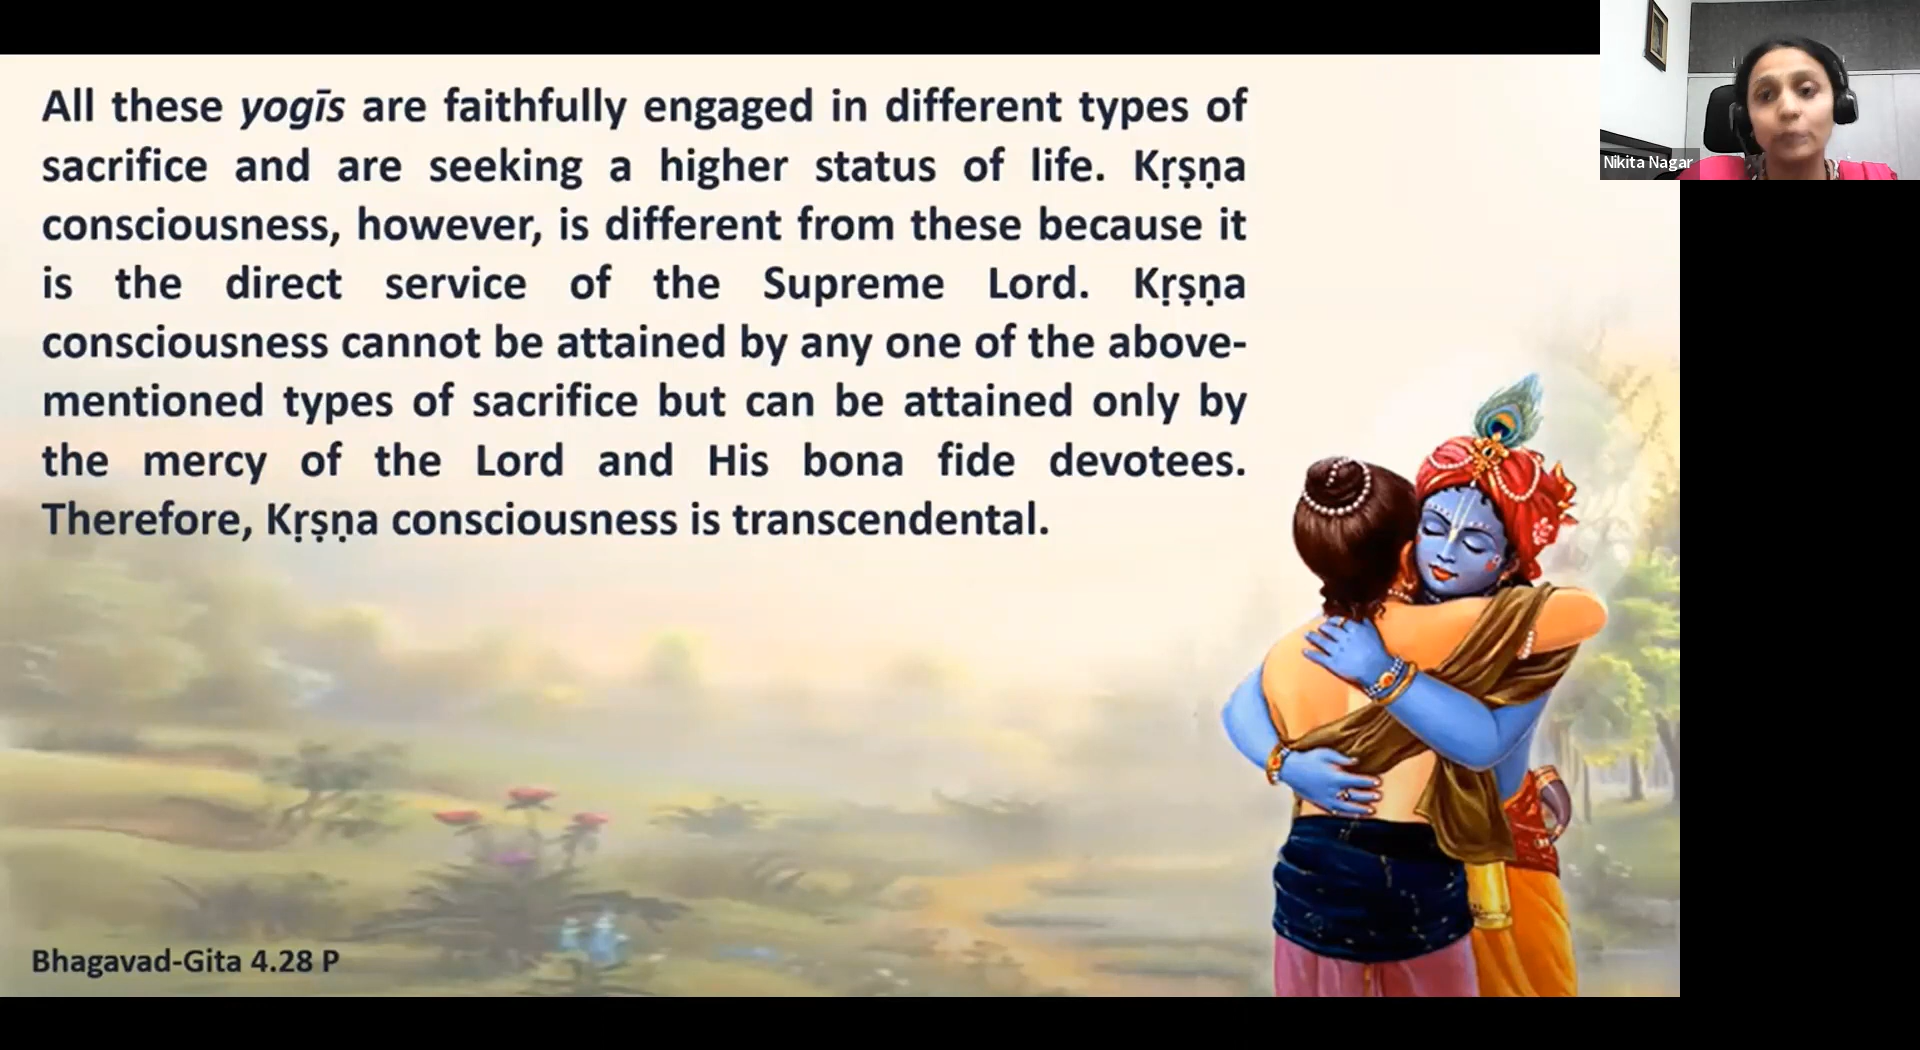 All these yogīs are faithfully engaged in different types of
sacrifice and are seeking a higher status of life. Kṛṣṇa
consciousness, however, is different from these because it
is the direct service of the Supreme Lord. Kṛṣṇa
consciousness cannot be attained by any one of the above-
mentioned types of sacrifice but can be attained only by
the mercy of the Lord and His bona fide devotees.
Therefore, Kṛṣṇa consciousness is transcendental.
Bhagavad-Gita 4.28 P
Nikita Nagar